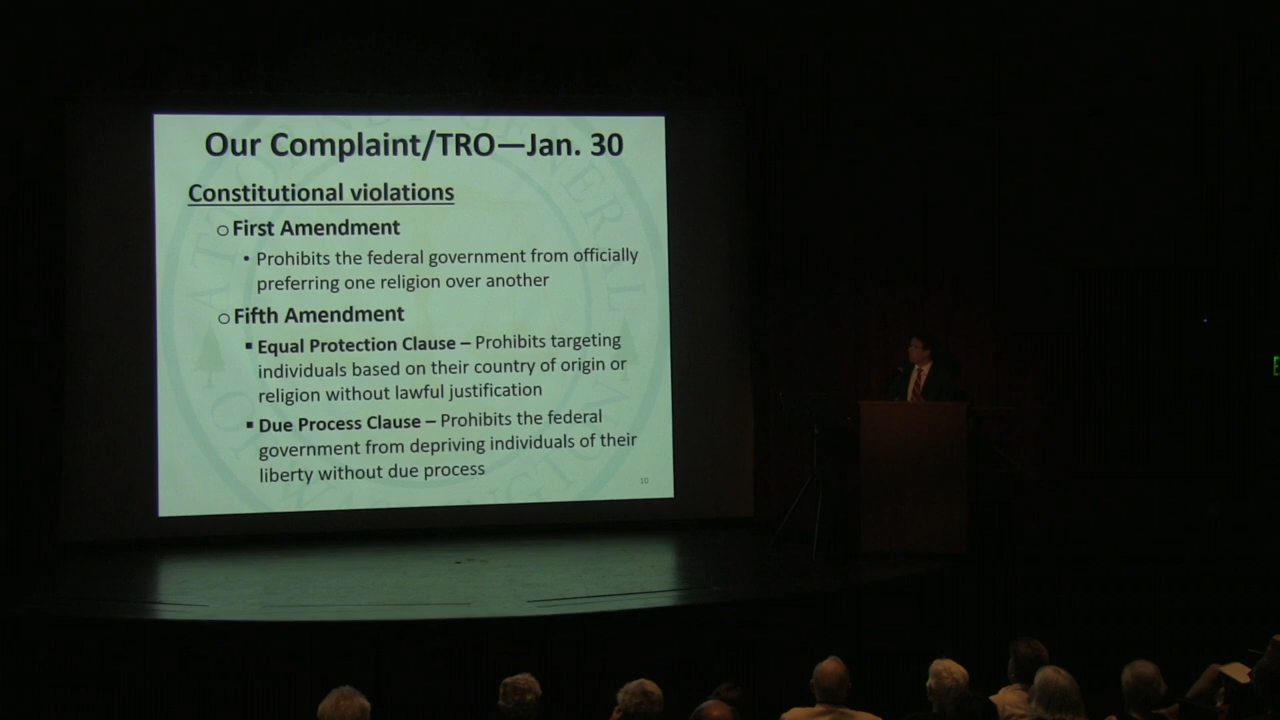 Our Complaint/TRO—Jan. 30
Constitutional violations
o First Amendment
• Prohibits the federal government from officially
preferring one religion over another
o Fifth Amendment
▪ Equal Protection Clause – Prohibits targeting
individuals based on their country of origin or
religion without lawful justification
▪ Due Process Clause – Prohibits the federal
government from depriving individuals of their
liberty without due process
10